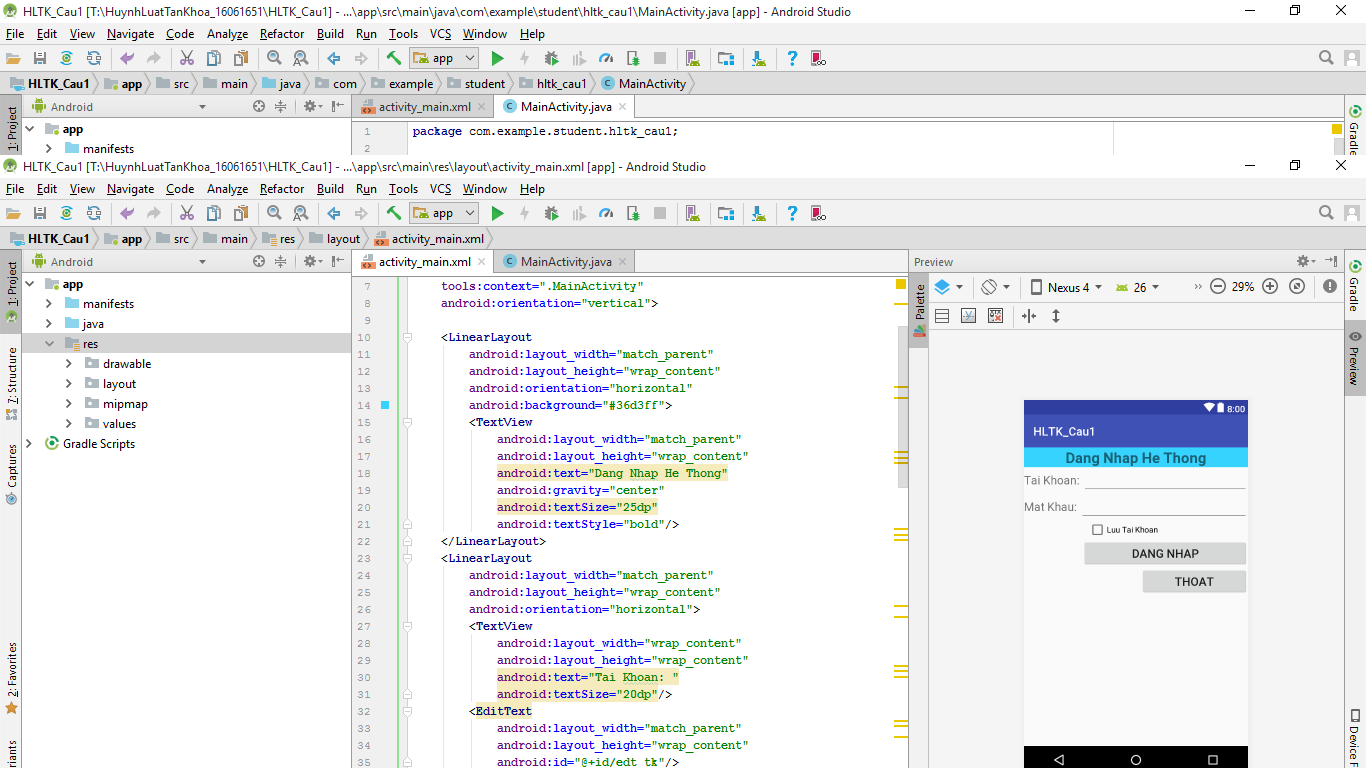 HLTK_Cau1 [T:\HuynhLuatTanKhoa_16061651\HLTK_Cau1] - ...\app\src\main\java\com\example\student\hltk_cau1\MainActivity.java [app] - Android Studio
File Edit View Navigate Code Analyze Refactor Build Run Tools VCS Window Help
app
HLTK_Cau1 app src main java com example student hltk_cau1 MainActivity
1: Project
Android
activity_main.xml
MainActivity.java
Gradle
app
manifests
1 package com.example.student.hltk_cau1;
2
HLTK_Cau1 [T:\HuynhLuatTanKhoa_16061651\HLTK_Cau1] - ...\app\src\main\res\layout\activity_main.xml [app] - Android Studio
File Edit View Navigate Code Analyze Refactor Build Run Tools VCS Window Help
app
HLTK_Cau1 app src main res layout activity_main.xml
1: Project
7: Structure
Captures
2: Favorites
Android
app
manifests
java
res
drawable
layout
mipmap
values
Gradle Scripts
activity_main.xml
MainActivity.java
7 tools:context=".MainActivity"
8 android:orientation="vertical">
9
10 <LinearLayout
11 android:layout_width="match_parent"
12 android:layout_height="wrap_content"
13 android:orientation="horizontal"
14 android:background="#36d3ff">
15 <TextView
16 android:layout_width="match_parent"
17 android:layout_height="wrap_content"
18 android:text="Dang Nhap He Thong"
19 android:gravity="center"
20 android:textSize="25dp"
21 android:textStyle="bold"/>
22 </LinearLayout>
23 <LinearLayout
24 android:layout_width="match_parent"
25 android:layout_height="wrap_content"
26 android:orientation="horizontal">
27 <TextView
28 android:layout_width="wrap_content"
29 android:layout_height="wrap_content"
30 android:text="Tai Khoan: "
31 android:textSize="20dp"/>
32 <EditText
33 android:layout_width="match_parent"
34 android:layout_height="wrap_content"
35 android:id="@+id/edt_tk"/>
Preview
Palette
Nexus 4 26 29%
8:00
HLTK_Cau1
Dang Nhap He Thong
Tai Khoan:
Mat Khau:
Luu Tai Khoan
DANG NHAP
THOAT
Gradle
Preview